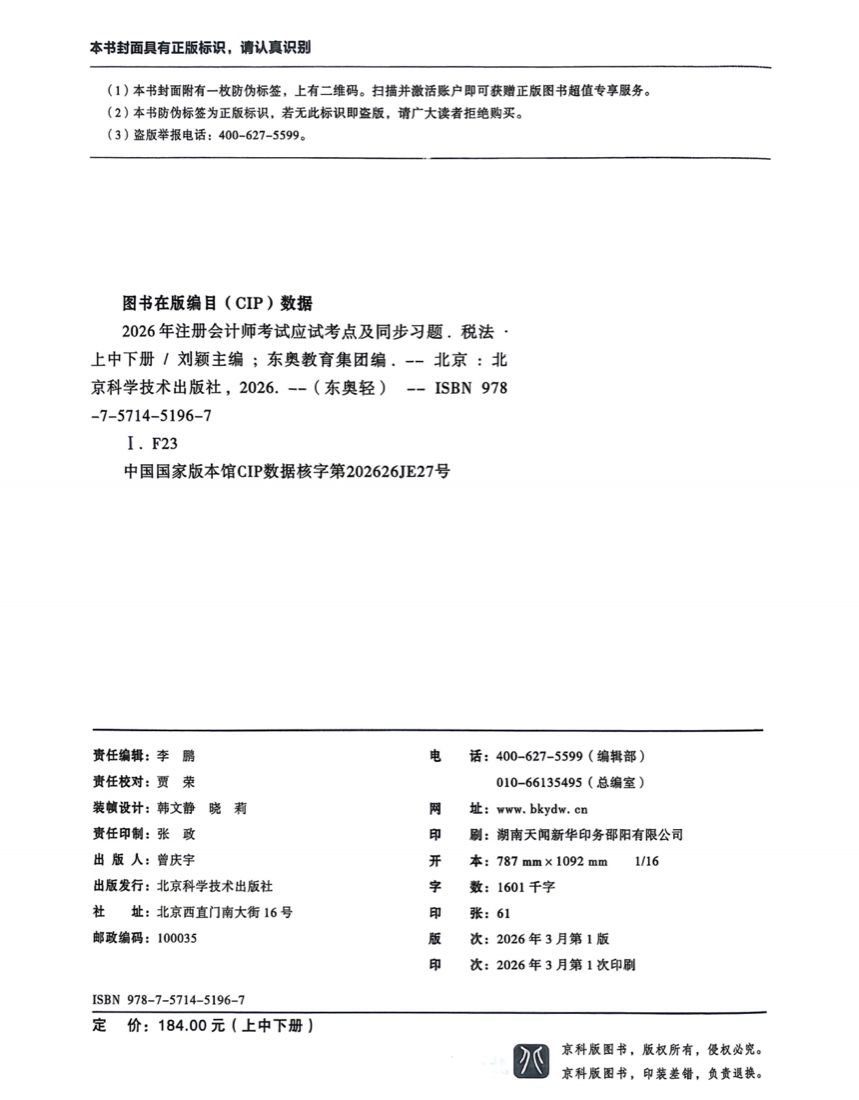 本书封面具有正版标识，请认真识别
（1）本书封面附有一枚防伪标签，上有二维码。扫描并激活账户即可获赠正版图书超值专享服务。
（2）本书防伪标签为正版标识，若无此标识即盗版，请广大读者拒绝购买。
（3）盗版举报电话：400-627-5599。
图书在版编目（CIP）数据
2026年注册会计师考试应试考点及同步习题．税法·
上中下册 / 刘颖主编 ；东奥教育集团编．-- 北京 ：北
京科学技术出版社，2026. --（东奥轻） -- ISBN 978
-7-5714-5196-7
Ⅰ．F23
中国国家版本馆CIP数据核字第202626JE27号
责任编辑：李　鹏
责任校对：贾　荣
装帧设计：韩文静　晓　莉
责任印制：张　政
出 版 人：曾庆宇
出版发行：北京科学技术出版社
社　　址：北京西直门南大街16号
邮政编码：100035
电　　话：400-627-5599（编辑部）
010-66135495（总编室）
网　　址：www.bkydw.cn
印　　刷：湖南天闻新华印务邵阳有限公司
开　　本：787 mm × 1092 mm　　1/16
字　　数：1601千字
印　　张：61
版　　次：2026年3月第1版
印　　次：2026年3月第1次印刷
ISBN 978-7-5714-5196-7
定　价：184.00元（上中下册）
京科版图书，版权所有，侵权必究。
京科版图书，印装差错，负责退换。